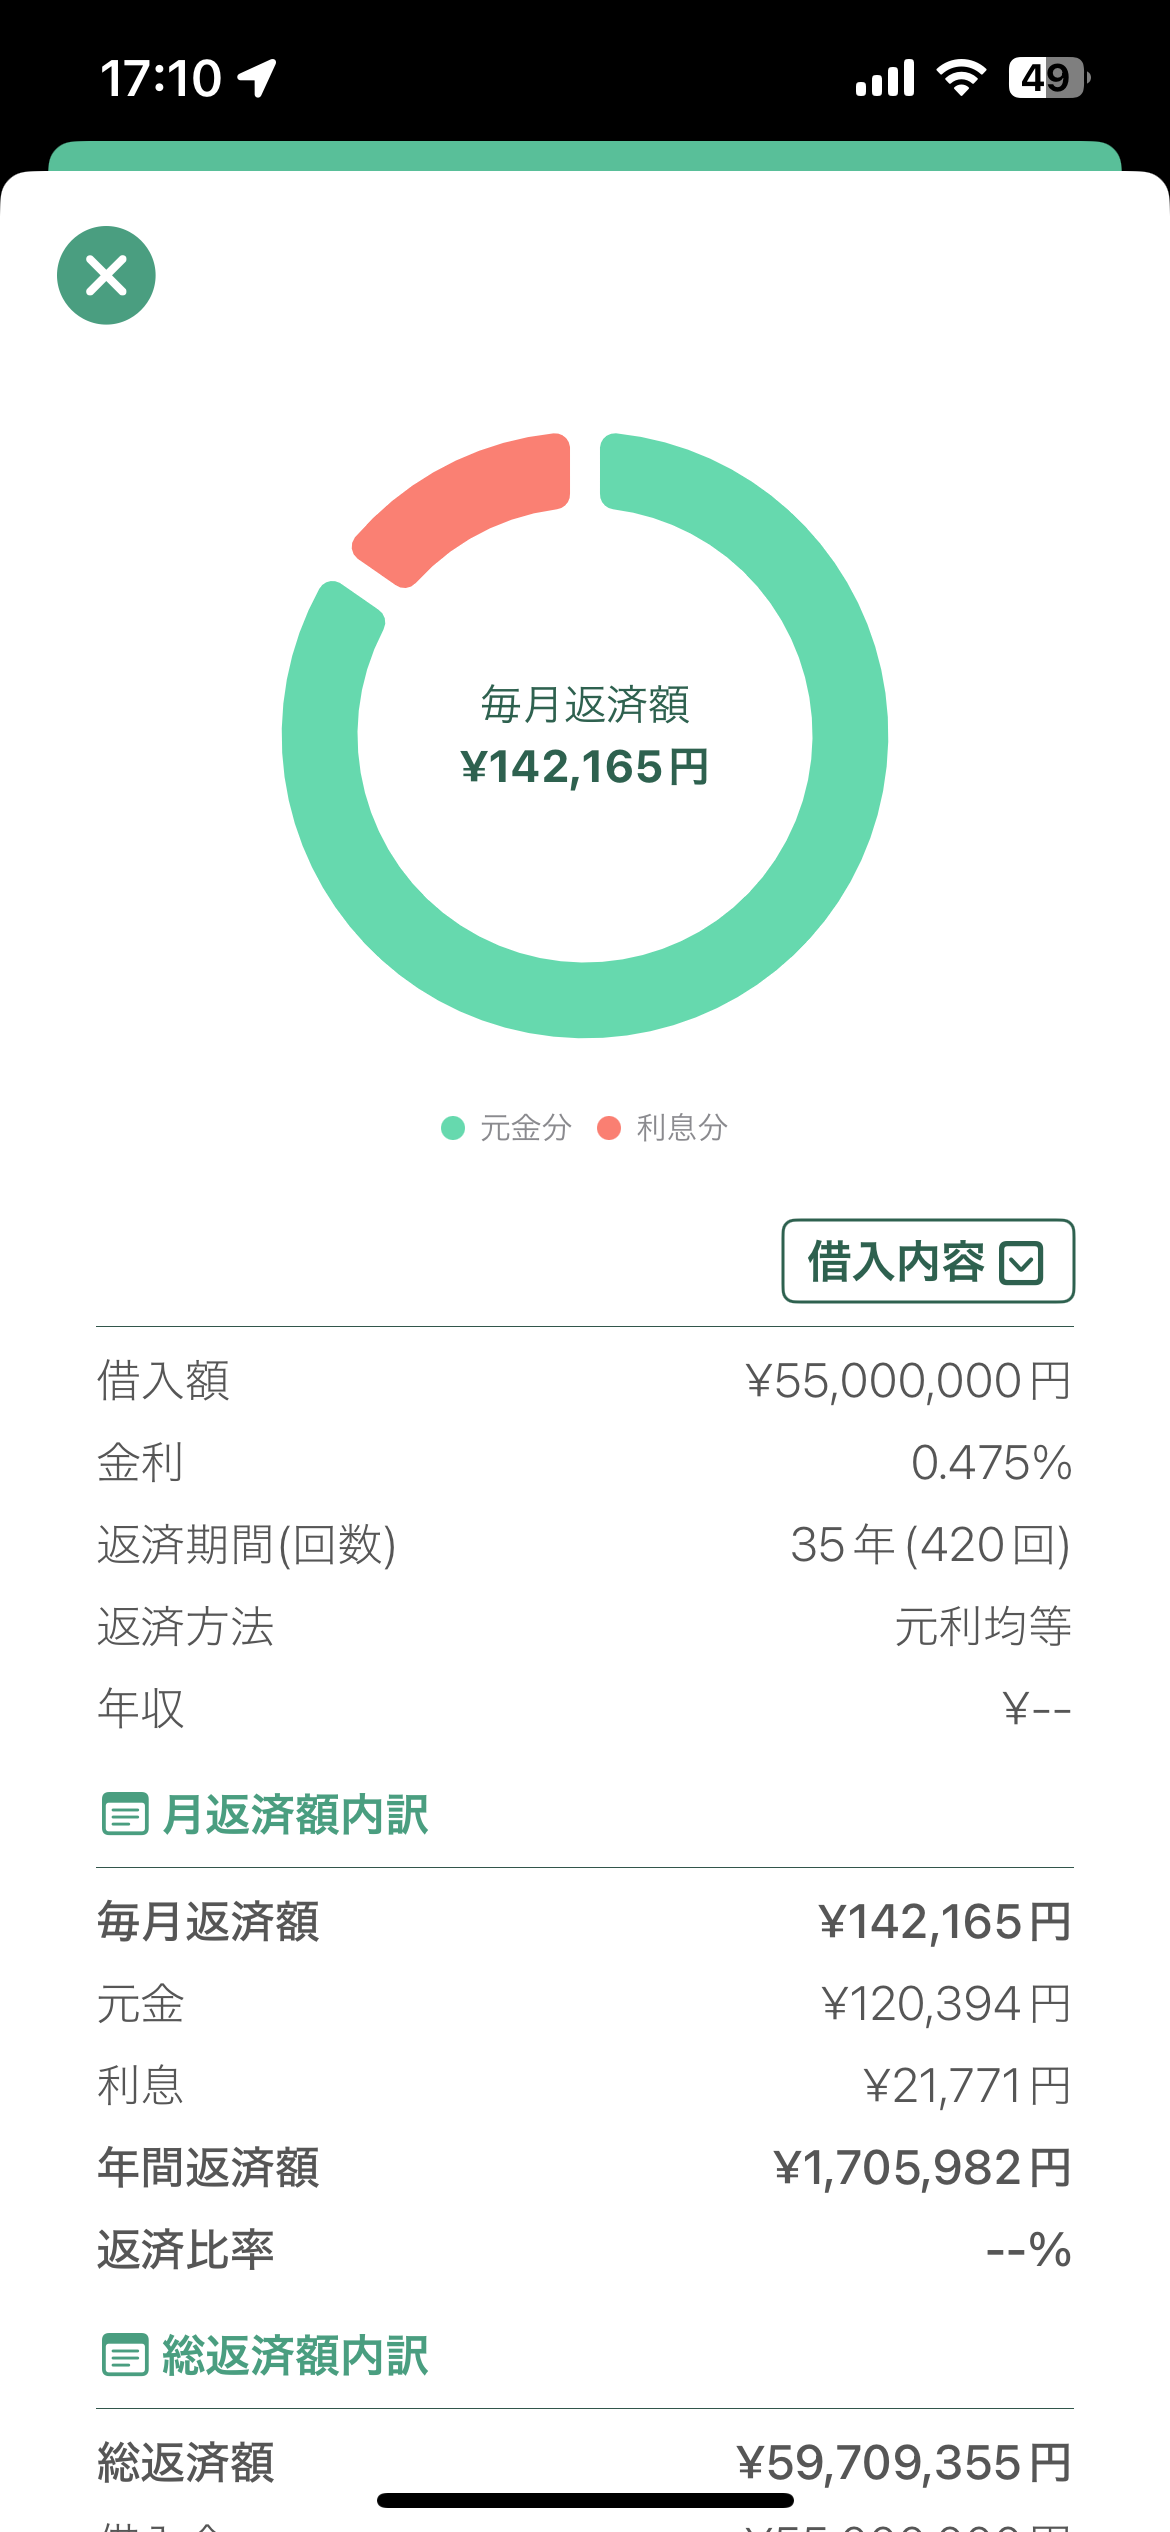 17:10
49
毎月返済額
¥142,165円
元金分 利息分
借入内容
借入額 ¥55,000,000円
金利 0.475%
返済期間(回数) 35年(420回)
返済方法 元利均等
年収 ¥--
月返済額内訳
毎月返済額 ¥142,165円
元金 ¥120,394円
利息 ¥21,771円
年間返済額 ¥1,705,982円
返済比率 --%
総返済額内訳
総返済額 ¥59,709,355円